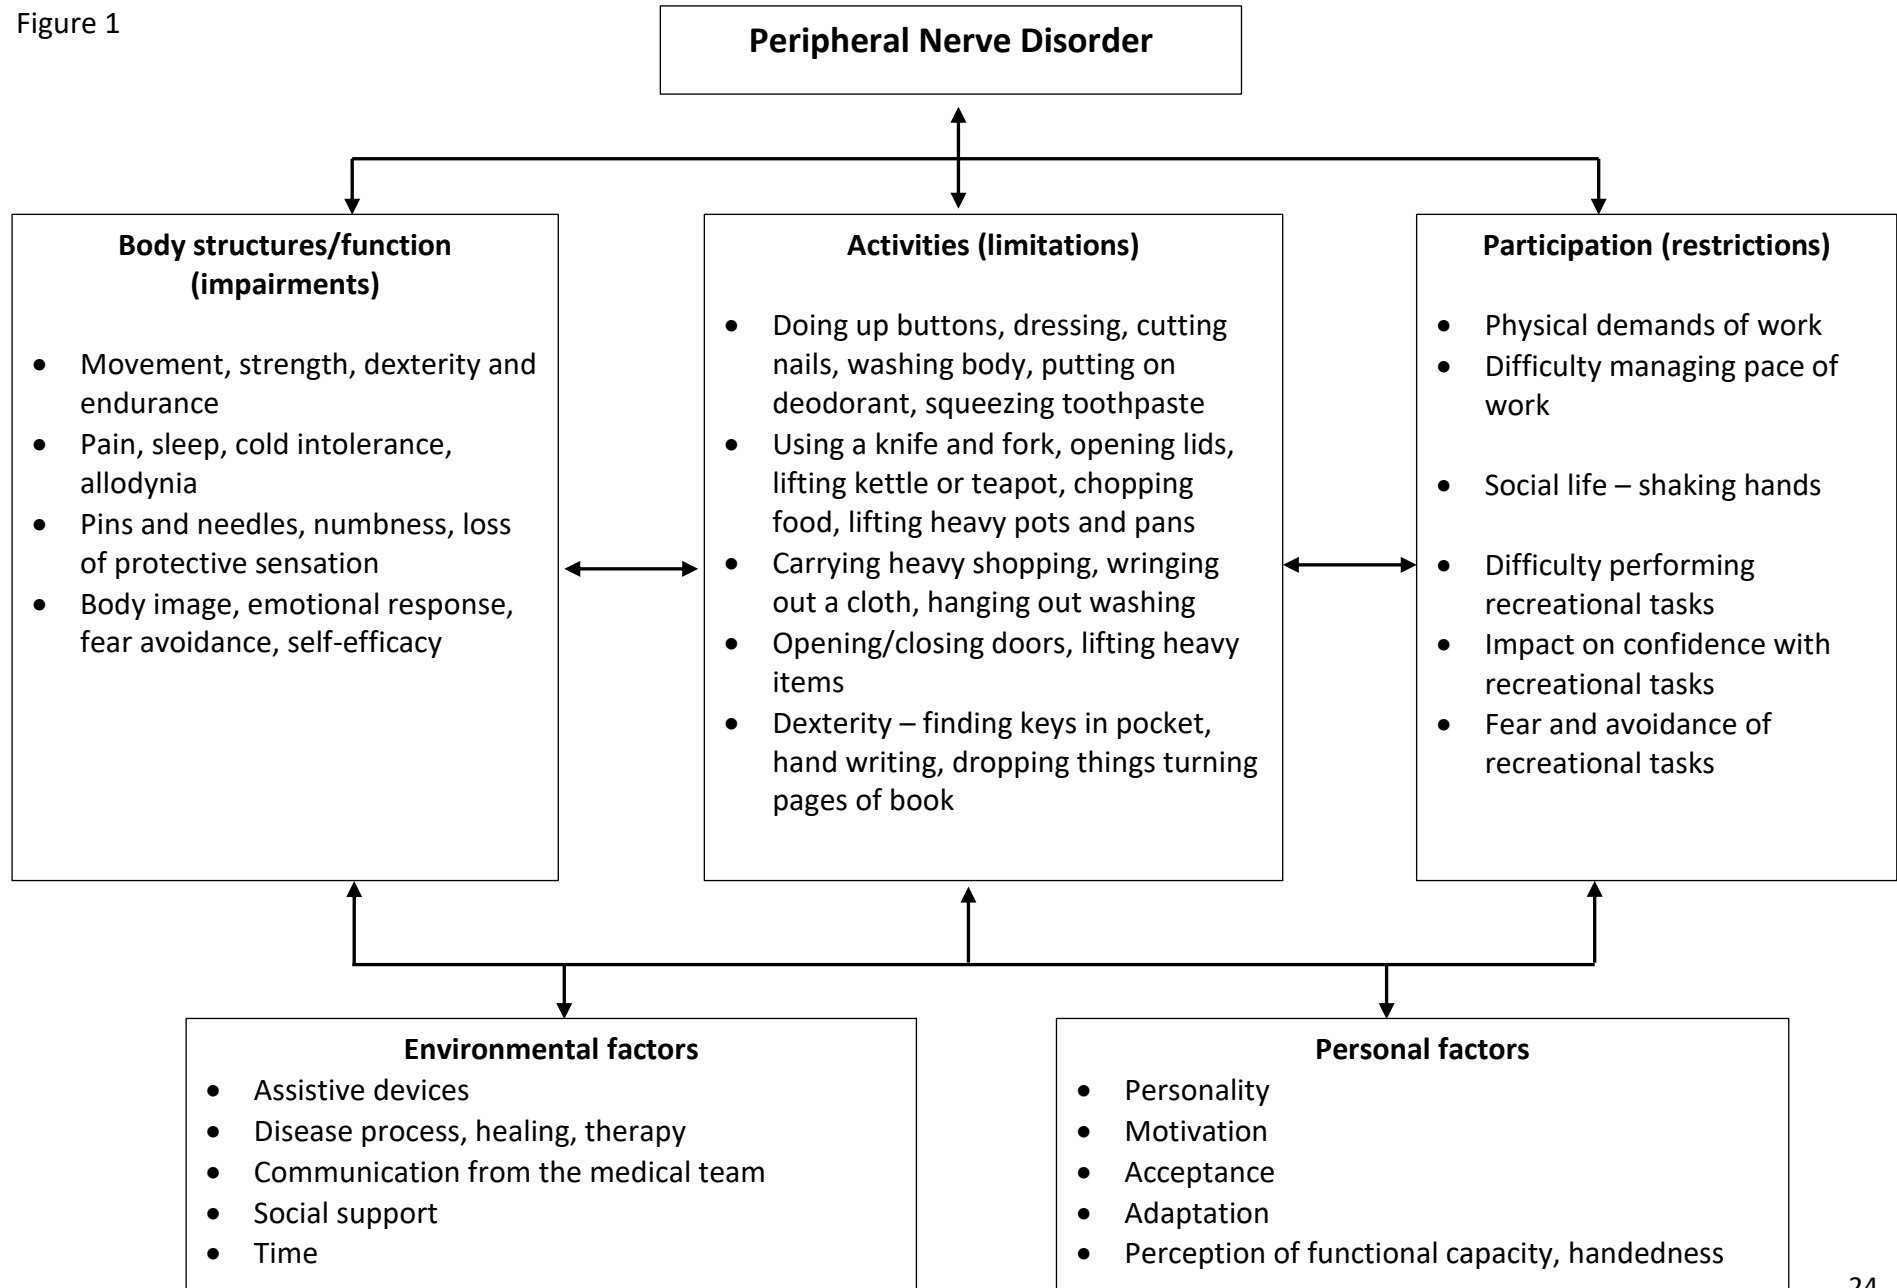 Figure 1
Peripheral Nerve Disorder
Body structures/function
(impairments)
• Movement, strength, dexterity and
endurance
• Pain, sleep, cold intolerance,
allodynia
• Pins and needles, numbness, loss
of protective sensation
• Body image, emotional response,
fear avoidance, self-efficacy
Activities (limitations)
• Doing up buttons, dressing, cutting
nails, washing body, putting on
deodorant, squeezing toothpaste
• Using a knife and fork, opening lids,
lifting kettle or teapot, chopping
food, lifting heavy pots and pans
• Carrying heavy shopping, wringing
out a cloth, hanging out washing
• Opening/closing doors, lifting heavy
items
• Dexterity – finding keys in pocket,
hand writing, dropping things turning
pages of book
Participation (restrictions)
• Physical demands of work
• Difficulty managing pace of
work
• Social life – shaking hands
• Difficulty performing
recreational tasks
• Impact on confidence with
recreational tasks
• Fear and avoidance of
recreational tasks
Environmental factors
• Assistive devices
• Disease process, healing, therapy
• Communication from the medical team
• Social support
• Time
Personal factors
• Personality
• Motivation
• Acceptance
• Adaptation
• Perception of functional capacity, handedness